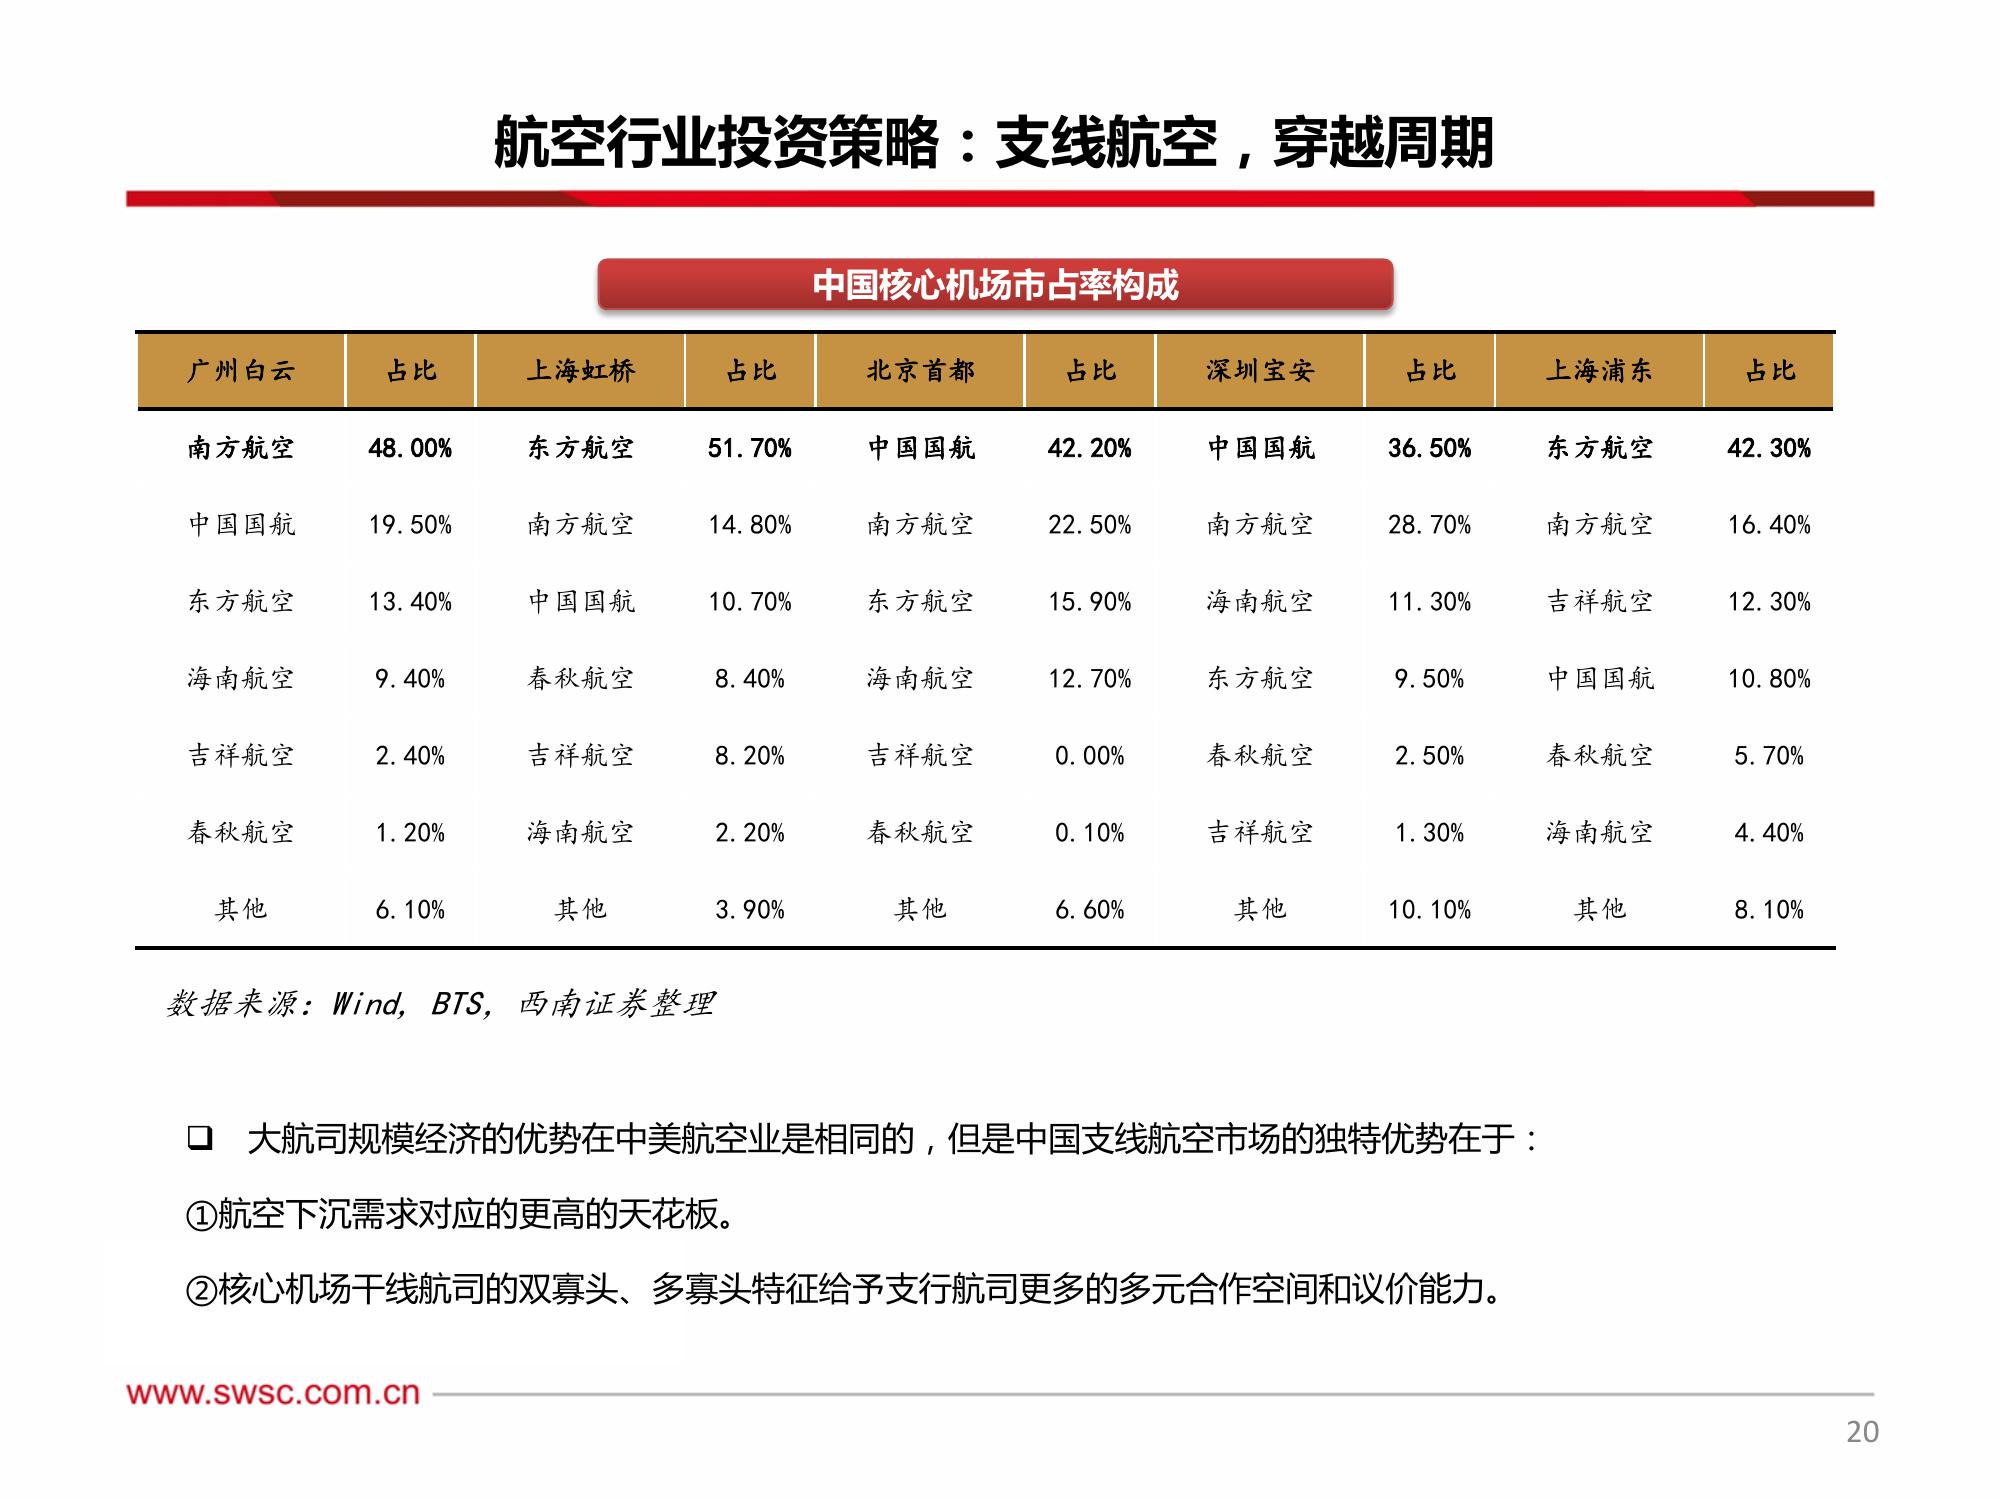 航空行业投资策略：支线航空，穿越周期
中国核心机场市占率构成
广州白云 占比 上海虹桥 占比 北京首都 占比 深圳宝安 占比 上海浦东 占比
南方航空 48.00% 东方航空 51.70% 中国国航 42.20% 中国国航 36.50% 东方航空 42.30%
中国国航 19.50% 南方航空 14.80% 南方航空 22.50% 南方航空 28.70% 南方航空 16.40%
东方航空 13.40% 中国国航 10.70% 东方航空 15.90% 海南航空 11.30% 吉祥航空 12.30%
海南航空 9.40% 春秋航空 8.40% 海南航空 12.70% 东方航空 9.50% 中国国航 10.80%
吉祥航空 2.40% 吉祥航空 8.20% 吉祥航空 0.00% 春秋航空 2.50% 春秋航空 5.70%
春秋航空 1.20% 海南航空 2.20% 春秋航空 0.10% 吉祥航空 1.30% 海南航空 4.40%
其他 6.10% 其他 3.90% 其他 6.60% 其他 10.10% 其他 8.10%
数据来源：Wind, BTS, 西南证券整理
❑ 大航司规模经济的优势在中美航空业是相同的，但是中国支线航空市场的独特优势在于：
①航空下沉需求对应的更高的天花板。
②核心机场干线航司的双寡头、多寡头特征给予支行航司更多的多元合作空间和议价能力。
www.swsc.com.cn
20